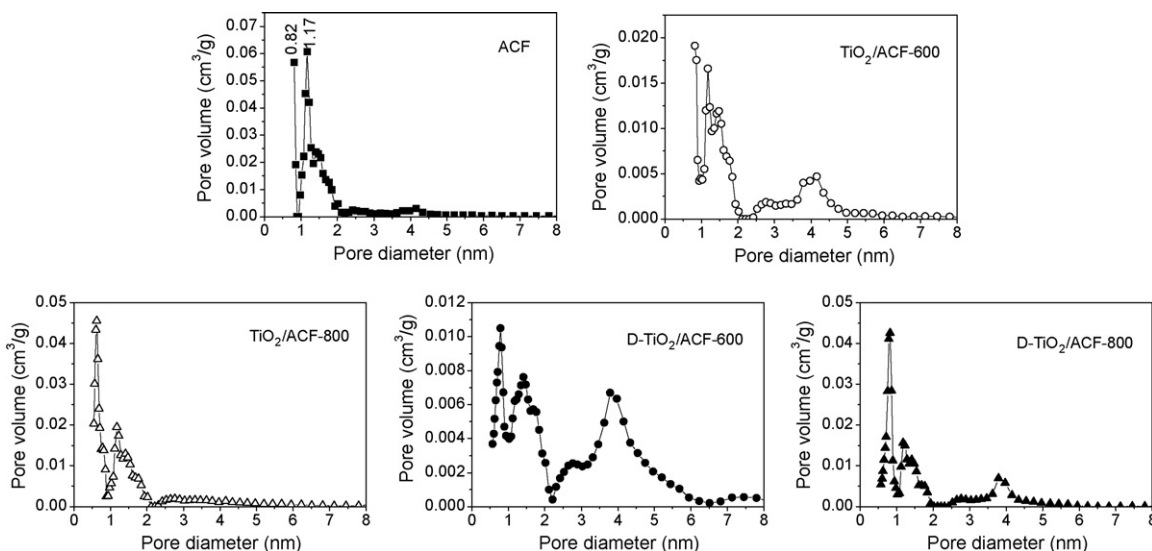 ACF
0.82
1.17
Pore volume (cm³/g)
0.06
0.05
0.04
0.03
0.02
0.01
0.00
0 1 2 3 4 5 6 7 8
Pore diameter (nm)
TiO₂/ACF-600
Pore volume (cm³/g)
0.020
0.015
0.010
0.005
0.000
0 1 2 3 4 5 6 7 8
Pore diameter (nm)
TiO₂/ACF-800
Pore volume (cm³/g)
0.05
0.04
0.03
0.02
0.01
0.00
0 1 2 3 4 5 6 7 8
Pore diameter (nm)
D-TiO₂/ACF-600
Pore volume (cm³/g)
0.012
0.010
0.008
0.006
0.004
0.002
0.000
0 1 2 3 4 5 6 7 8
Pore diameter (nm)
D-TiO₂/ACF-800
Pore volume (cm³/g)
0.05
0.04
0.03
0.02
0.01
0.00
0 1 2 3 4 5 6 7 8
Pore diameter (nm)